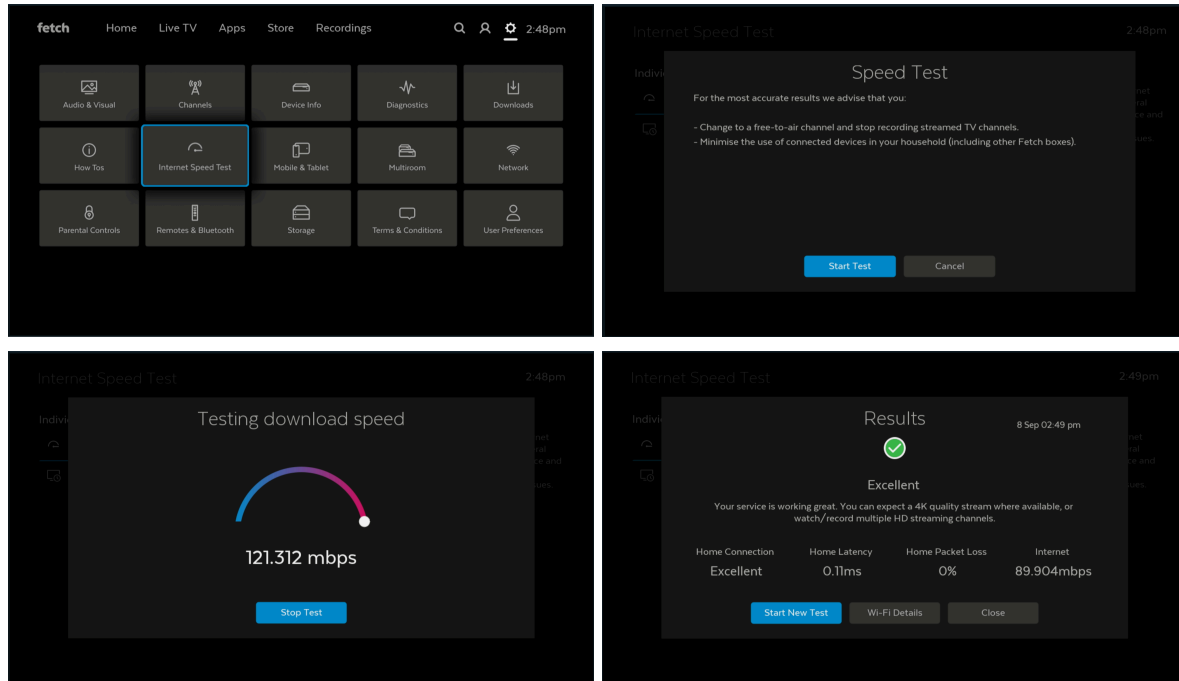 fetch Home Live TV Apps Store Recordings 2:48pm
Audio & Visual Channels Device Info Diagnostics Downloads
How Tos Internet Speed Test Mobile & Tablet Multiroom Network
Parental Controls Remotes & Bluetooth Storage Terms & Conditions User Preferences
Internet Speed Test 2:48pm
Speed Test
For the most accurate results we advise that you:
- Change to a free-to-air channel and stop recording streamed TV channels.
- Minimise the use of connected devices in your household (including other Fetch boxes).
Start Test Cancel
Internet Speed Test 2:48pm
Testing download speed
121.312 mbps
Stop Test
Internet Speed Test 2:49pm
Results
8 Sep 02:49 pm
Excellent
Your service is working great. You can expect a 4K quality stream where available, or
watch/record multiple HD streaming channels.
Home Connection Home Latency Home Packet Loss Internet
Excellent 0.11ms 0% 89.904mbps
Start New Test Wi-Fi Details Close